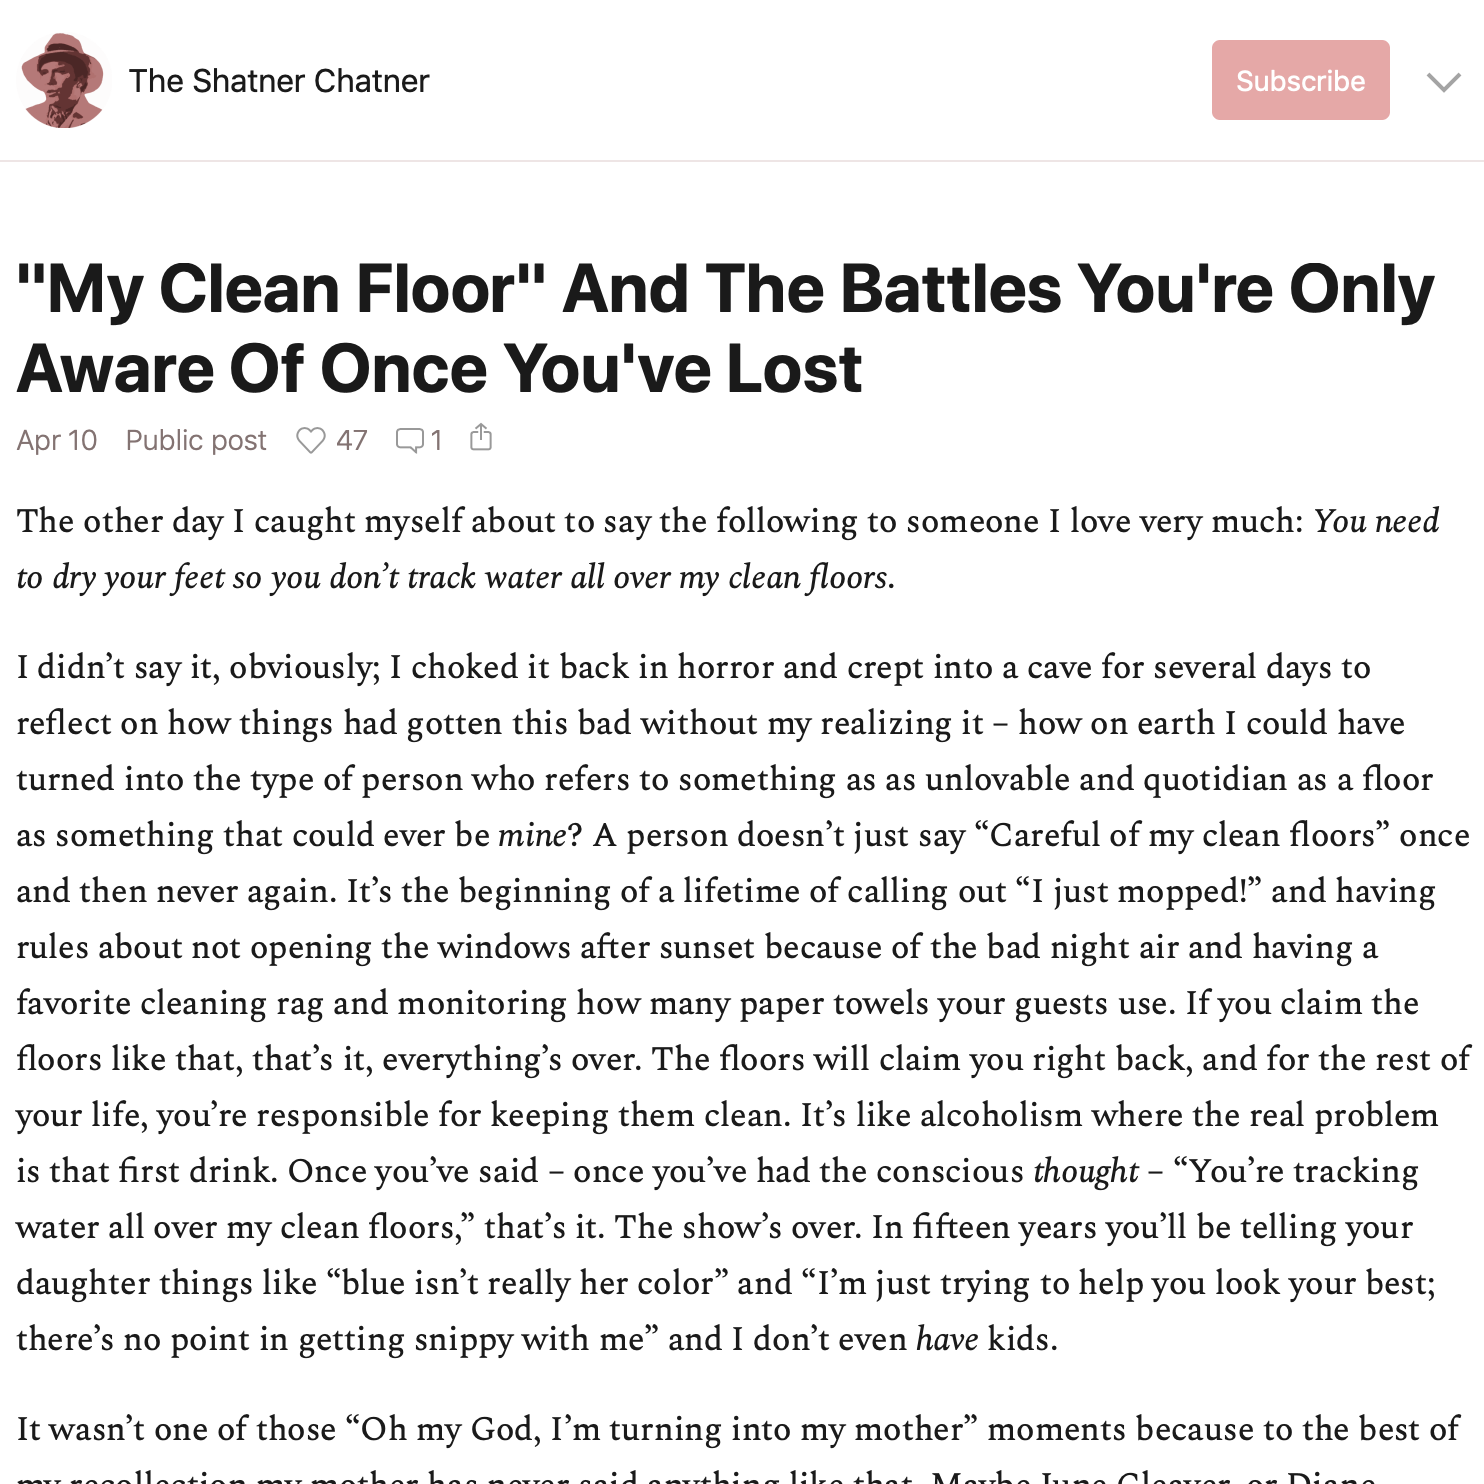 The Shatner Chatner
Subscribe
"My Clean Floor" And The Battles You're Only
Aware Of Once You've Lost
Apr 10 Public post 47 1
The other day I caught myself about to say the following to someone I love very much: You need
to dry your feet so you don’t track water all over my clean floors.
I didn’t say it, obviously; I choked it back in horror and crept into a cave for several days to
reflect on how things had gotten this bad without my realizing it – how on earth I could have
turned into the type of person who refers to something as as unlovable and quotidian as a floor
as something that could ever be mine? A person doesn’t just say “Careful of my clean floors” once
and then never again. It’s the beginning of a lifetime of calling out “I just mopped!” and having
rules about not opening the windows after sunset because of the bad night air and having a
favorite cleaning rag and monitoring how many paper towels your guests use. If you claim the
floors like that, that’s it, everything’s over. The floors will claim you right back, and for the rest of
your life, you’re responsible for keeping them clean. It’s like alcoholism where the real problem
is that first drink. Once you’ve said – once you’ve had the conscious thought – “You’re tracking
water all over my clean floors,” that’s it. The show’s over. In fifteen years you’ll be telling your
daughter things like “blue isn’t really her color” and “I’m just trying to help you look your best;
there’s no point in getting snippy with me” and I don’t even have kids.
It wasn’t one of those “Oh my God, I’m turning into my mother” moments because to the best of
my recollection my mother has never said anything like that. Maybe June Cleaver, or Diane